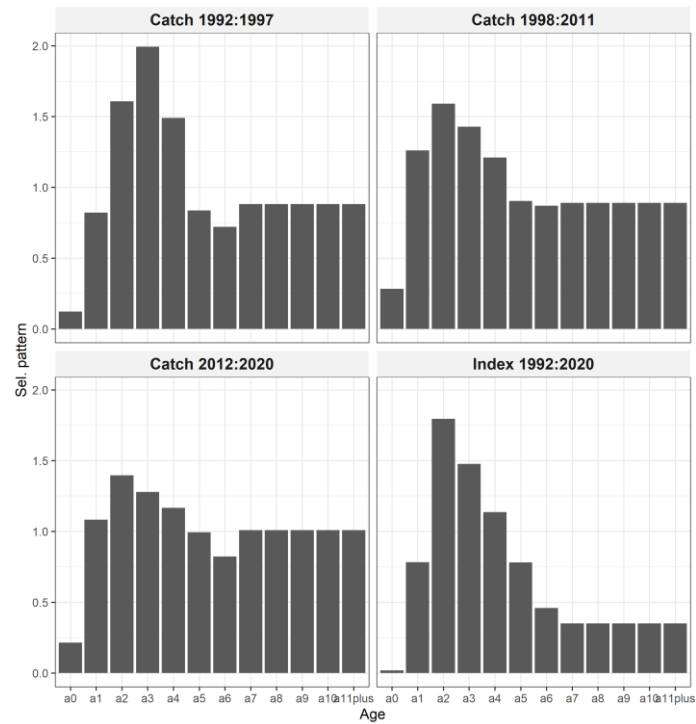 Catch 1992:1997
Catch 1998:2011
2.0
1.5
1.0
0.5
0.0
Sel. pattern
Catch 2012:2020
Index 1992:2020
2.0
1.5
1.0
0.5
0.0
a0 a1 a2 a3 a4 a5 a6 a7 a8 a9 a10 a11plus
a0 a1 a2 a3 a4 a5 a6 a7 a8 a9 a10 a11plus
Age